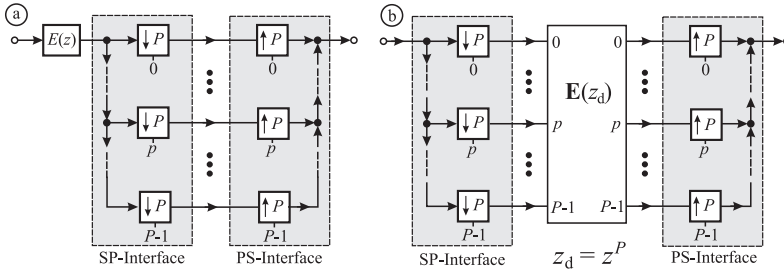 a
E(z)
↓ P
0
↑ P
0
↓ P
p
↑ P
p
↓ P
P-1
↑ P
P-1
SP-Interface
PS-Interface
b
↓ P
0
0
E(z_d)
0
↑ P
0
↓ P
p
p
p
↑ P
p
↓ P
P-1
P-1
P-1
↑ P
P-1
SP-Interface
z_d = z^P
PS-Interface